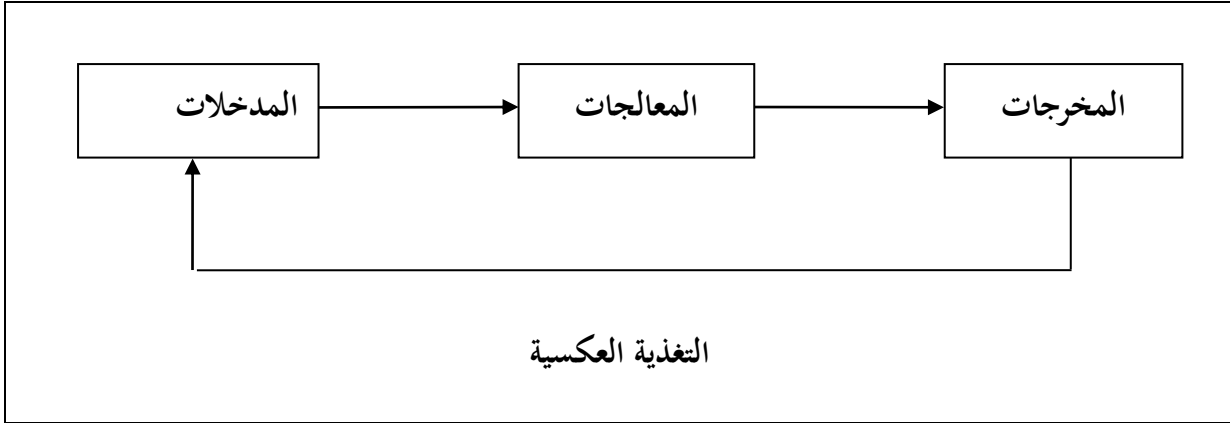 المدخلات
المعالجات
المخرجات
التغذية العكسية